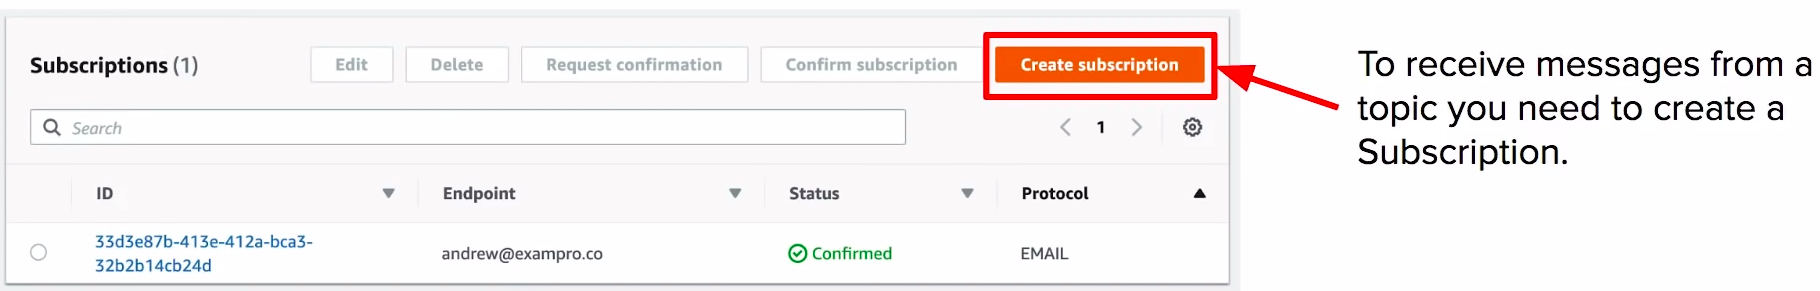 Subscriptions (1)
Edit
Delete
Request confirmation
Confirm subscription
Create subscription
To receive messages from a
topic you need to create a
Subscription.
Search
1
ID
Endpoint
Status
Protocol
33d3e87b-413e-412a-bca3-
32b2b14cb24d
andrew@exampro.co
Confirmed
EMAIL